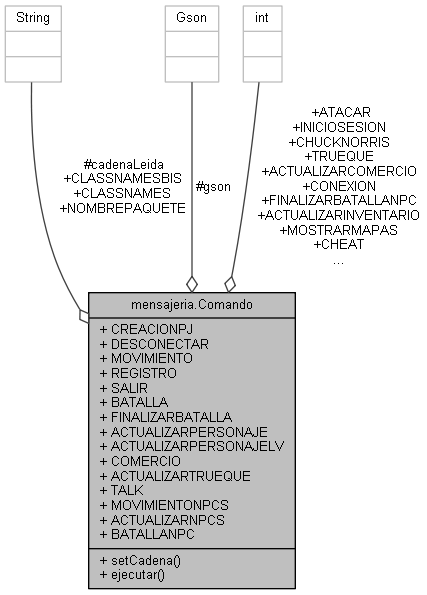 String
Gson
int
#cadenaLeida
+CLASSNAMESBIS
+CLASSNAMES
+NOMBREPAQUETE
#gson
+ATACAR
+INICIOSESION
+CHUCKNORRIS
+TRUEQUE
+ACTUALIZARCOMERCIO
+CONEXION
+FINALIZARBATALLANPC
+ACTUALIZARINVENTARIO
+MOSTRARMAPAS
+CHEAT
...
mensajeria.Comando
+ CREACIONPJ
+ DESCONECTAR
+ MOVIMIENTO
+ REGISTRO
+ SALIR
+ BATALLA
+ FINALIZARBATALLA
+ ACTUALIZARPERSONAJE
+ ACTUALIZARPERSONAJELV
+ COMERCIO
+ ACTUALIZARTRUEQUE
+ TALK
+ MOVIMIENTONPCS
+ ACTUALIZARNPCS
+ BATALLANPC
+ setCadena()
+ ejecutar()